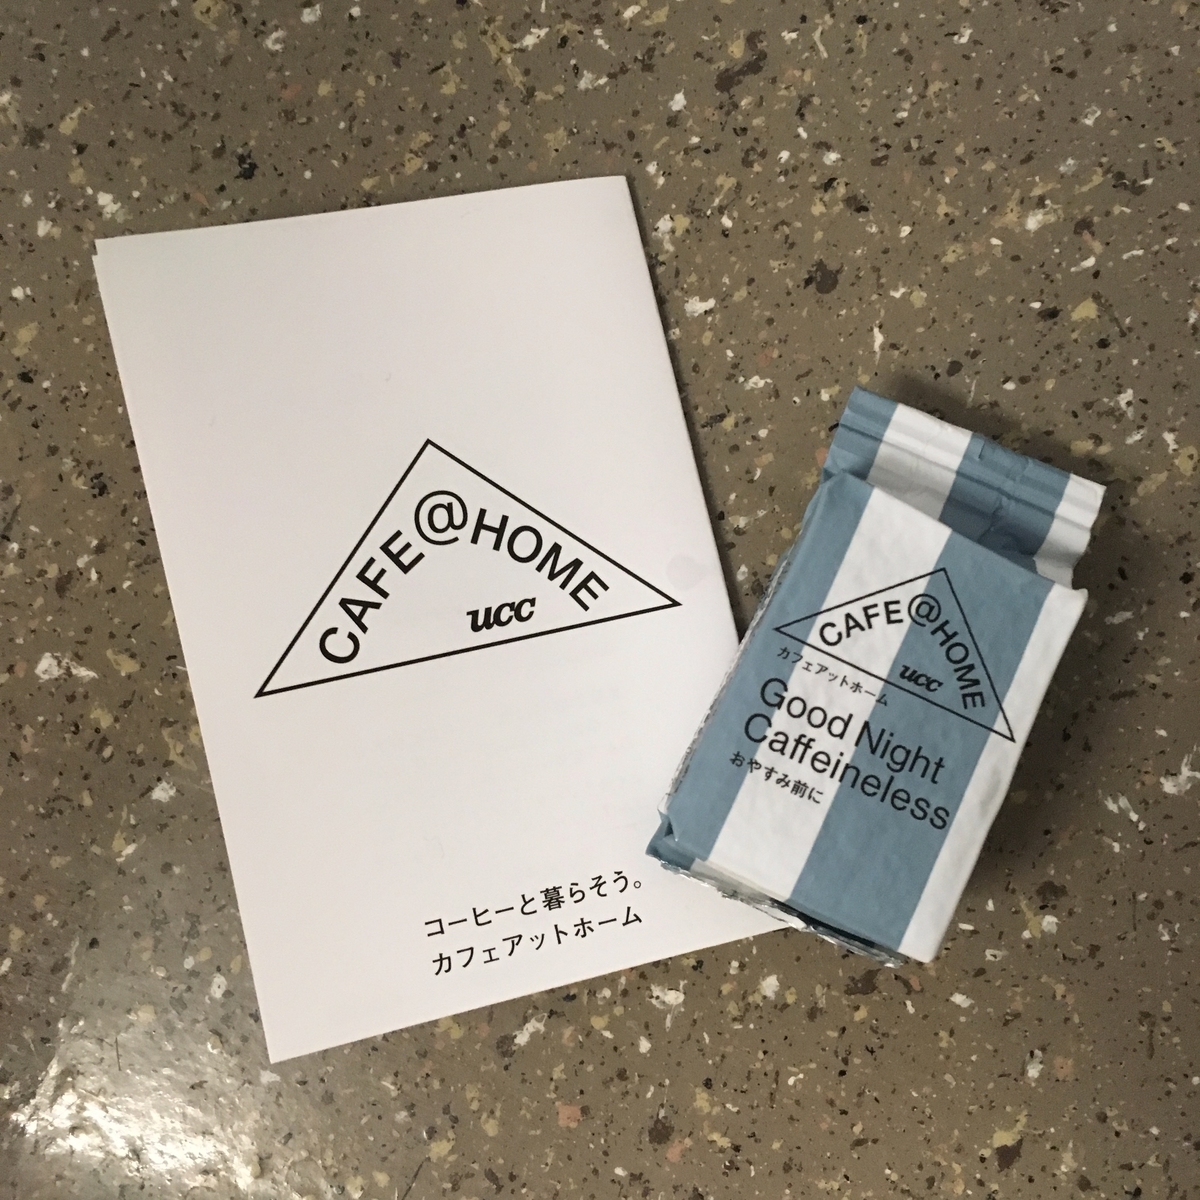 CAFE@HOME
ucc
コーヒーと暮らそう。
カフェアットホーム
CAFE@HOME
ucc
カフェアットホーム
Good Night
Caffeineless
おやすみ前に